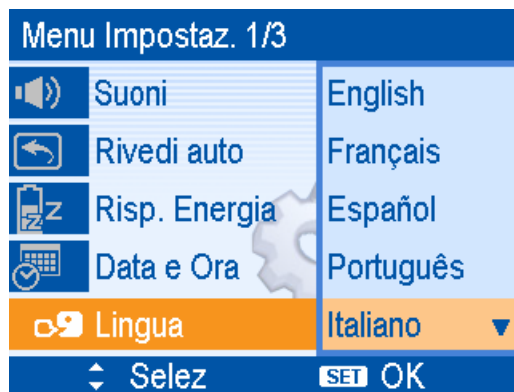 Menu Impostaz. 1/3
Suoni
Rivedi auto
Risp. Energia
Data e Ora
Lingua
English
Français
Español
Português
Italiano
Selez
SET OK